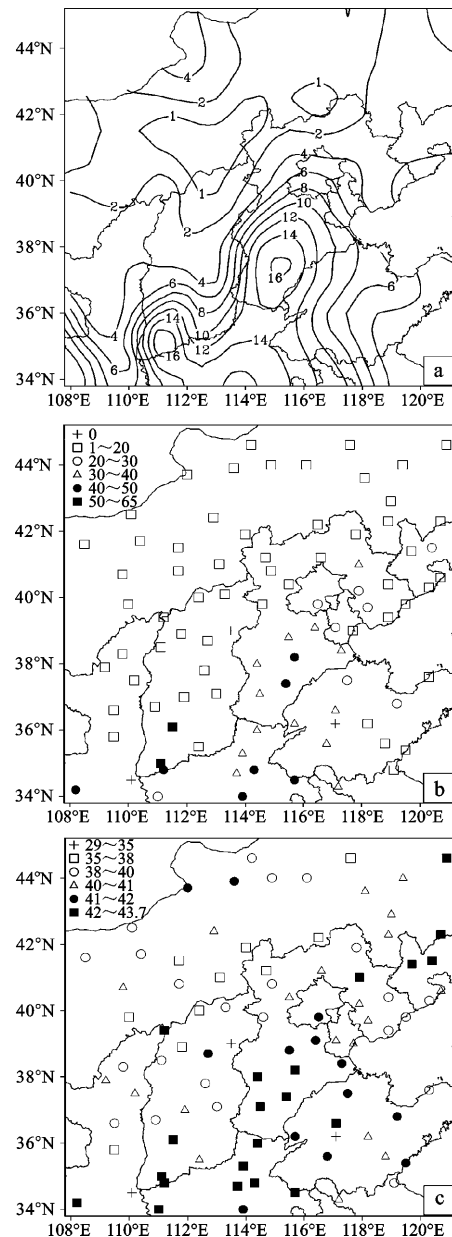 44°N
42°N
40°N
38°N
36°N
34°N
108°E 110°E 112°E 114°E 116°E 118°E 120°E
4
2
1
1
2
1
2
2
4
6
8
10
12
14
16
4
6
8
4
6
14
10
12
16
14
6
a
+ 0
□ 1～20
○ 20～30
△ 30～40
● 40～50
■ 50～65
44°N
42°N
40°N
38°N
36°N
34°N
108°E 110°E 112°E 114°E 116°E 118°E 120°E
b
+ 29～35
□ 35～38
○ 38～40
△ 40～41
● 41～42
■ 42～43.7
44°N
42°N
40°N
38°N
36°N
34°N
108°E 110°E 112°E 114°E 116°E 118°E 120°E
c